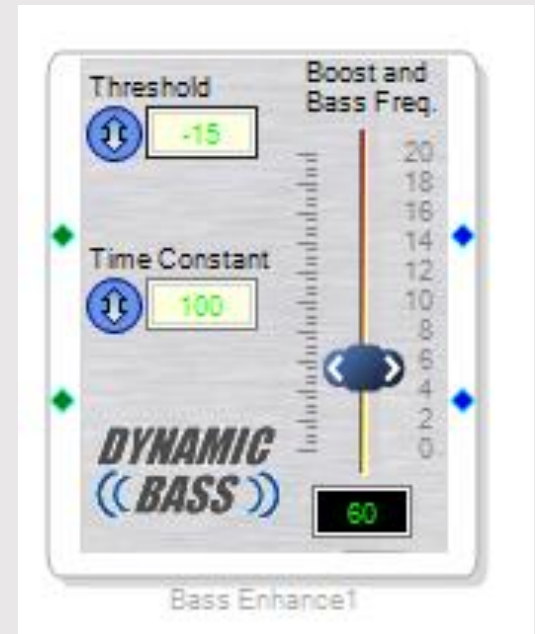 Threshold
-15
Boost and
Bass Freq.
20
18
16
14
12
10
8
6
4
2
0
Time Constant
100
DYNAMIC
BASS
60
Bass Enhance1